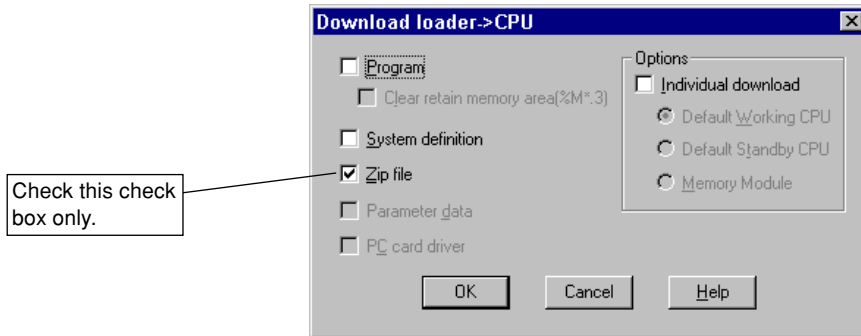 Download loader->CPU
Program
Clear retain memory area(%M*.3)
System definition
Zip file
Parameter data
PC card driver
Options
Individual download
Default Working CPU
Default Standby CPU
Memory Module
Check this check
box only.
OK
Cancel
Help